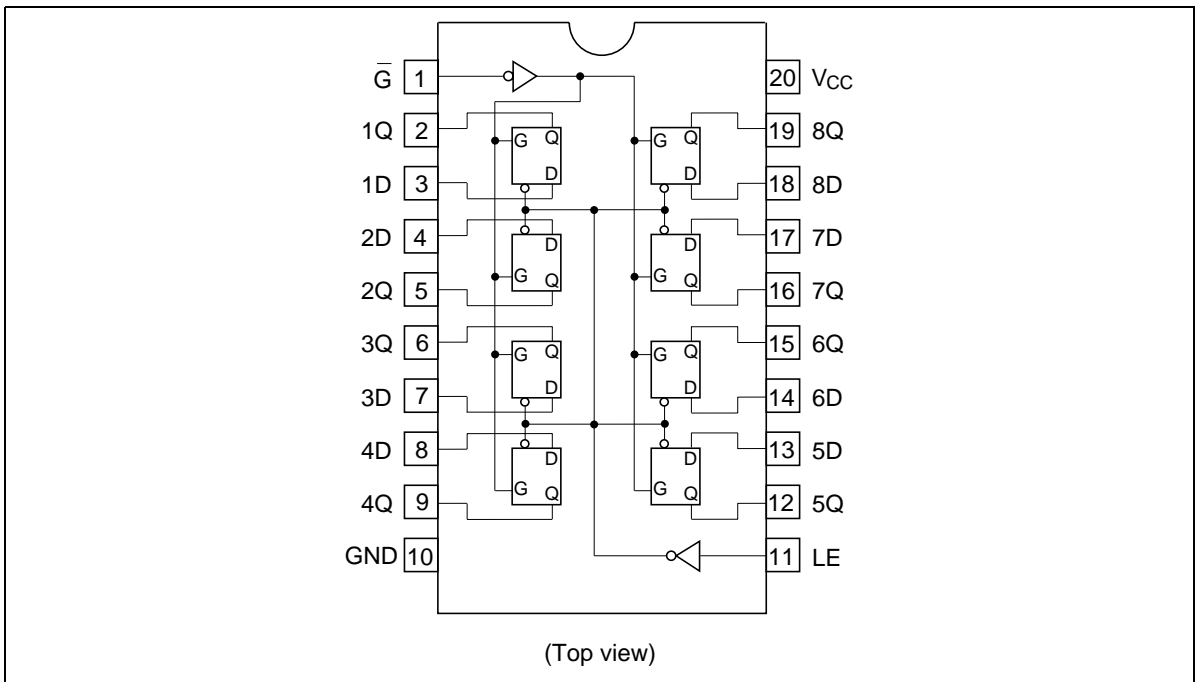 G̅ 1 20 VCC
1Q 2 G Q G Q 19 8Q
1D 3 D D 18 8D
2D 4 D D 17 7D
2Q 5 G Q G Q 16 7Q
3Q 6 G Q G Q 15 6Q
3D 7 D D 14 6D
4D 8 D D 13 5D
4Q 9 G Q G Q 12 5Q
GND 10 11 LE
(Top view)